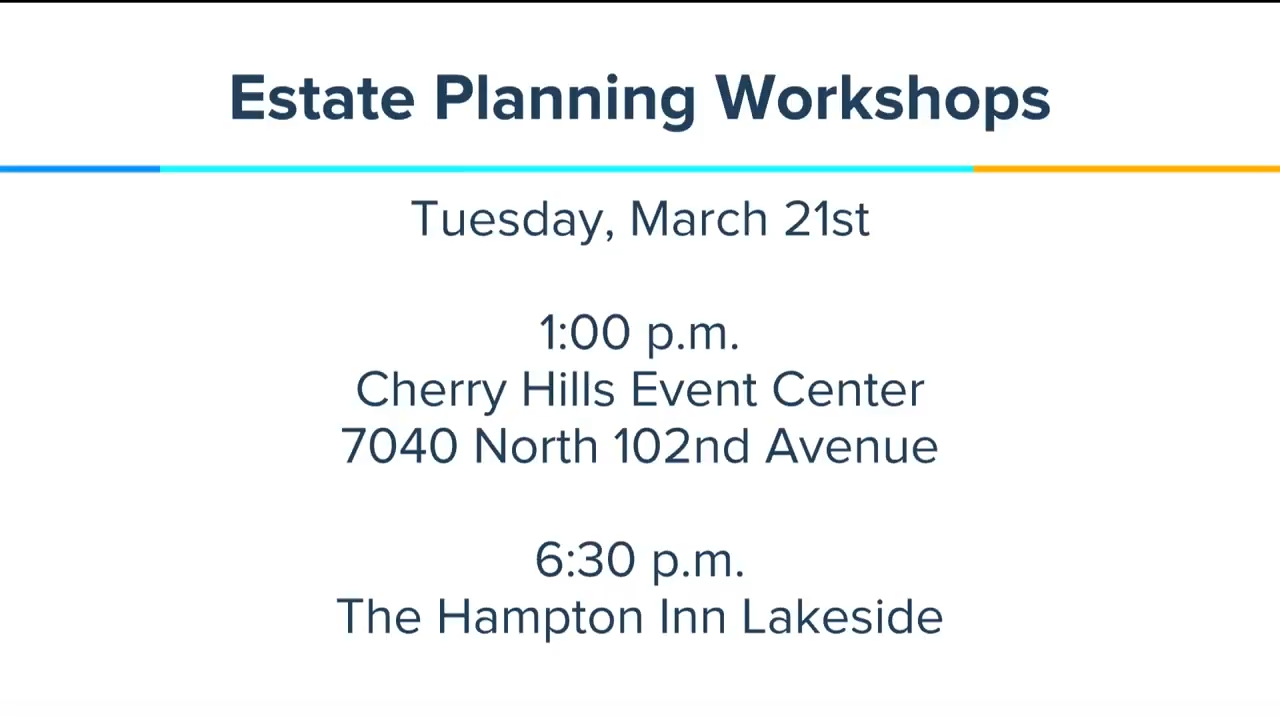 Estate Planning Workshops
Tuesday, March 21st
1:00 p.m.
Cherry Hills Event Center
7040 North 102nd Avenue
6:30 p.m.
The Hampton Inn Lakeside